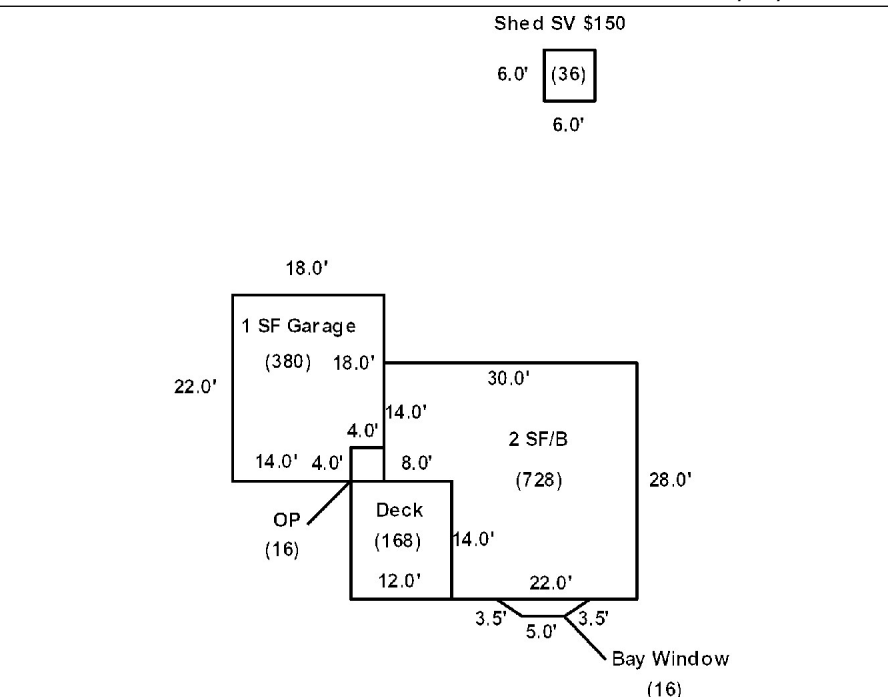 Shed SV $150
6.0' (36)
6.0'
18.0'
1 SF Garage
(380) 18.0'
30.0'
22.0'
14.0'
4.0'
2 SF/B
14.0' 4.0' 8.0'
(728)
28.0'
Deck
OP
(168)
14.0'
(16)
12.0'
22.0'
3.5' 3.5'
5.0'
Bay Window
(16)